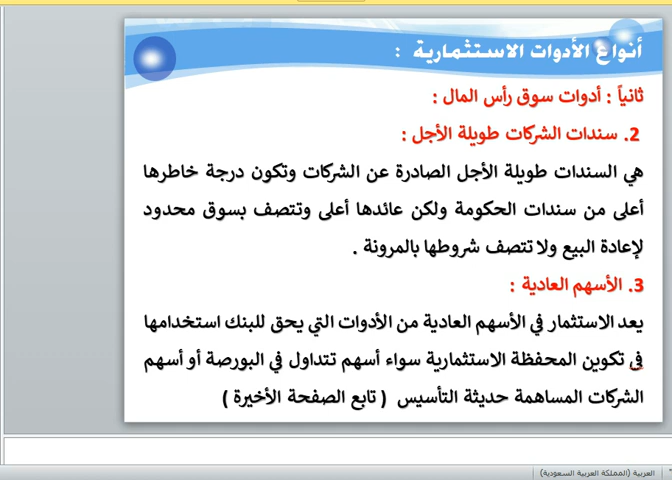 أنواع الأدوات الاستثمارية :
ثانياً : أدوات سوق رأس المال :
2. سندات الشركات طويلة الأجل :
هي السندات طويلة الأجل الصادرة عن الشركات وتكون درجة خاطرها
أعلى من سندات الحكومة ولكن عائدها أعلى وتتصف بسوق محدود
لإعادة البيع ولا تتصف شروطها بالمرونة .
3. الأسهم العادية :
يعد الاستثمار في الأسهم العادية من الأدوات التي يحق للبنك استخدامها
في تكوين المحفظة الاستثمارية سواء أسهم تتداول في البورصة أو أسهم
الشركات المساهمة حديثة التأسيس ( تابع الصفحة الأخيرة )
العربية (المملكة العربية السعودية)